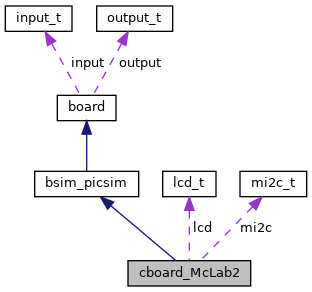 input_t
output_t
input
output
board
bsim_picsim
lcd_t
mi2c_t
lcd
mi2c
cboard_McLab2